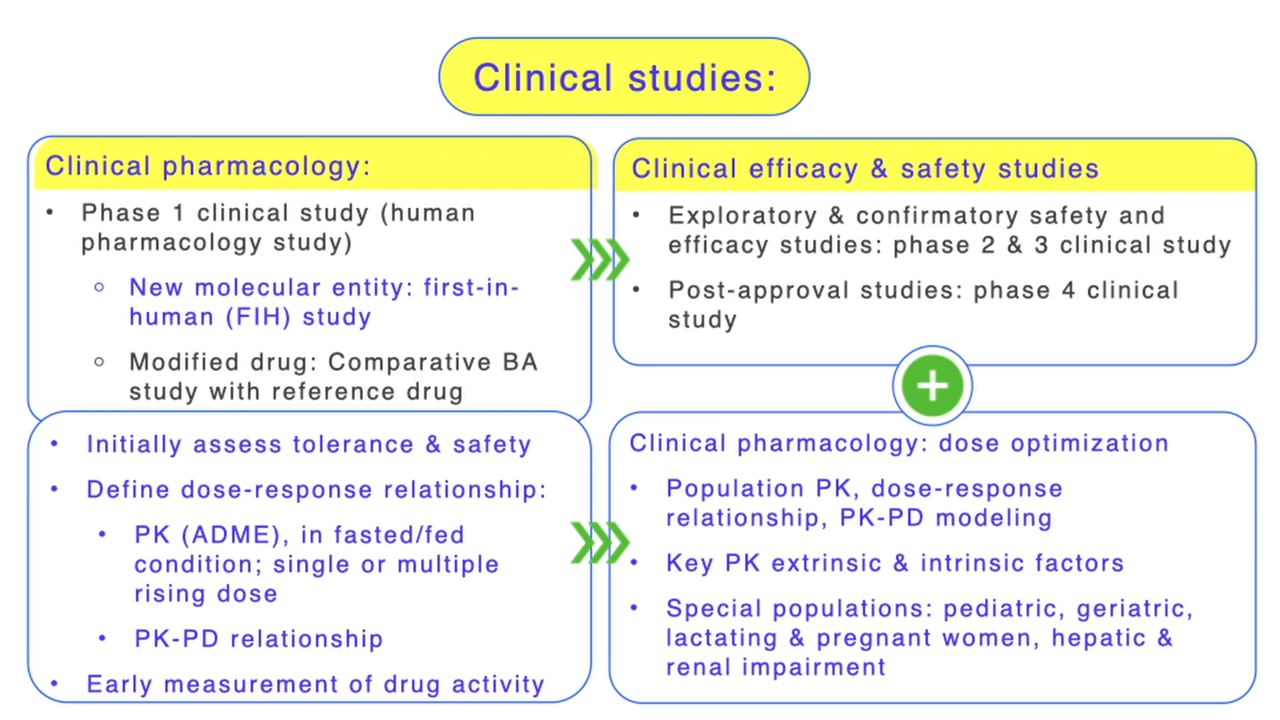 Clinical studies:
Clinical pharmacology:
• Phase 1 clinical study (human
pharmacology study)
○ New molecular entity: first-in-
human (FIH) study
○ Modified drug: Comparative BA
study with reference drug
• Initially assess tolerance & safety
• Define dose-response relationship:
• PK (ADME), in fasted/fed
condition; single or multiple
rising dose
• PK-PD relationship
• Early measurement of drug activity
Clinical efficacy & safety studies
• Exploratory & confirmatory safety and
efficacy studies: phase 2 & 3 clinical study
• Post-approval studies: phase 4 clinical
study
Clinical pharmacology: dose optimization
• Population PK, dose-response
relationship, PK-PD modeling
• Key PK extrinsic & intrinsic factors
• Special populations: pediatric, geriatric,
lactating & pregnant women, hepatic &
renal impairment